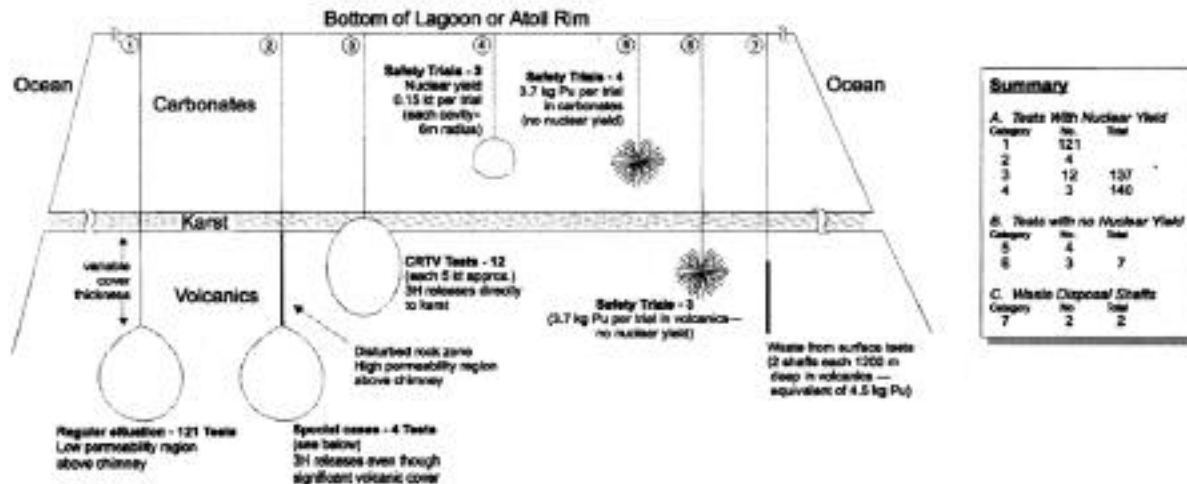 Bottom of Lagoon or Atoll Rim
1
2
3
4
5
6
7
Ocean
Ocean
Carbonates
Safety Trials - 3
Nuclear yield
0.15 kt per trial
(each cavity=
6m radius)
Safety Trials - 4
3.7 kg Pu per trial
in carbonates
(no nuclear yield)
Karst
variable
cover
thickness
Volcanics
CRTV Tests - 12
(each 5 kt approx.)
3H releases directly
to karst
Safety Trials - 3
(3.7 kg Pu per trial in volcanics—
no nuclear yield)
Disturbed rock zone
High permeability region
above chimney
Waste from surface tests
(2 shafts each 1200 m
deep in volcanics —
equivalent of 4.5 kg Pu)
Regular situation - 121 Tests
Low permeability region
above chimney
Special cases - 4 Tests
(see below)
3H releases even though
significant volcanic cover
Summary
A. Tests With Nuclear Yield
Category No. Total
1 121
2 4
3 12 137
4 3 140
B. Tests with no Nuclear Yield
Category No. Total
5 4
6 3 7
C. Waste Disposal Shafts
Category No Total
7 2 2